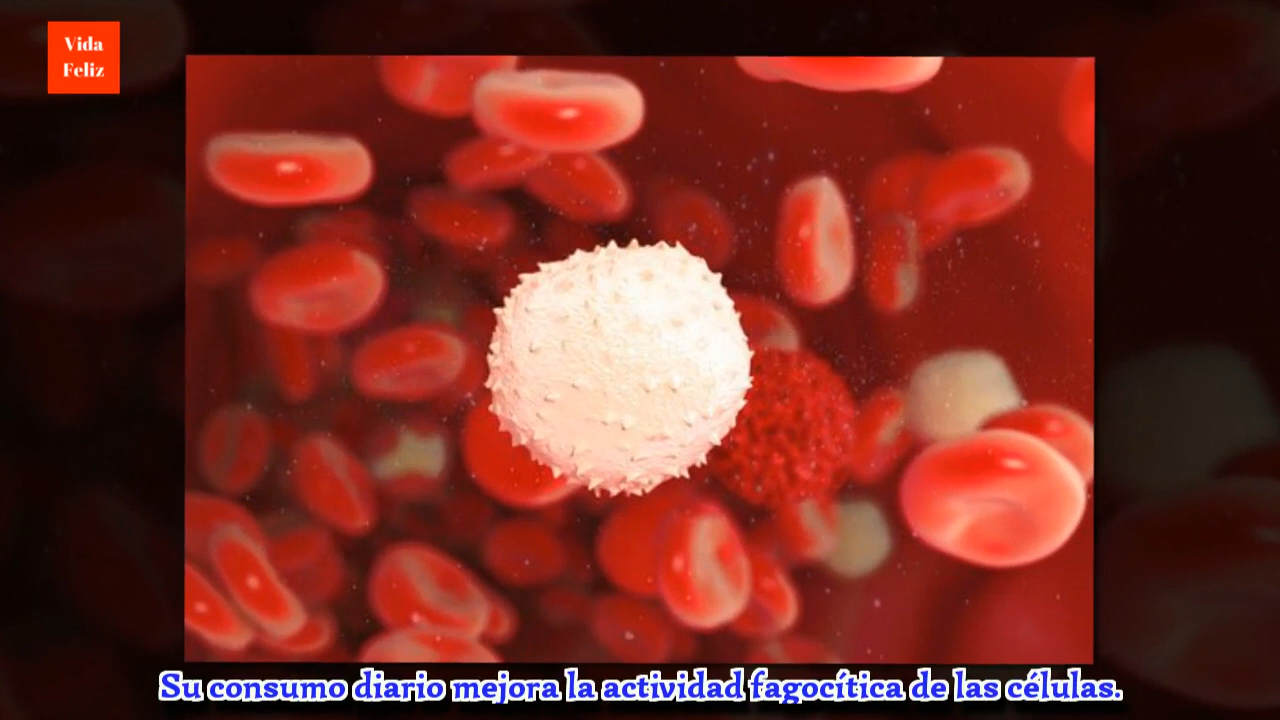 Vida
Feliz
Su consumo diario mejora la actividad fagocítica de las células.